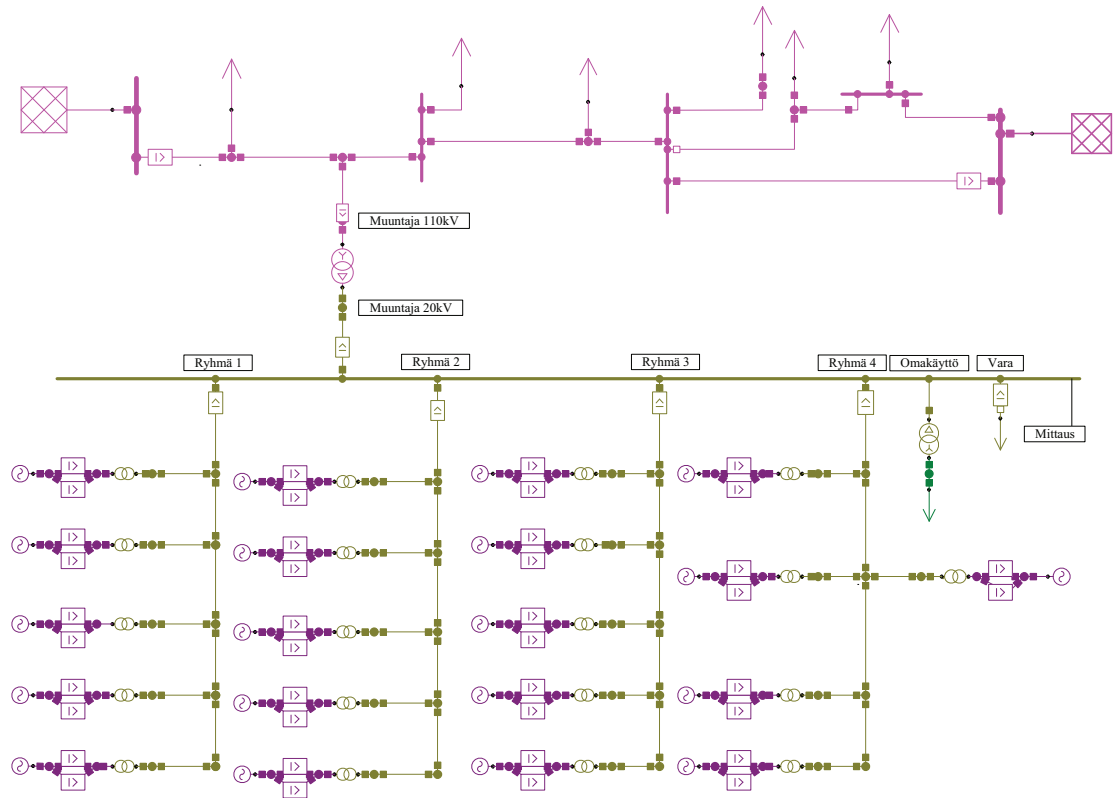 Muuntaja 110kV
Muuntaja 20kV
Ryhmä 1
Ryhmä 2
Ryhmä 3
Ryhmä 4
Omakäyttö
Vara
Mittaus